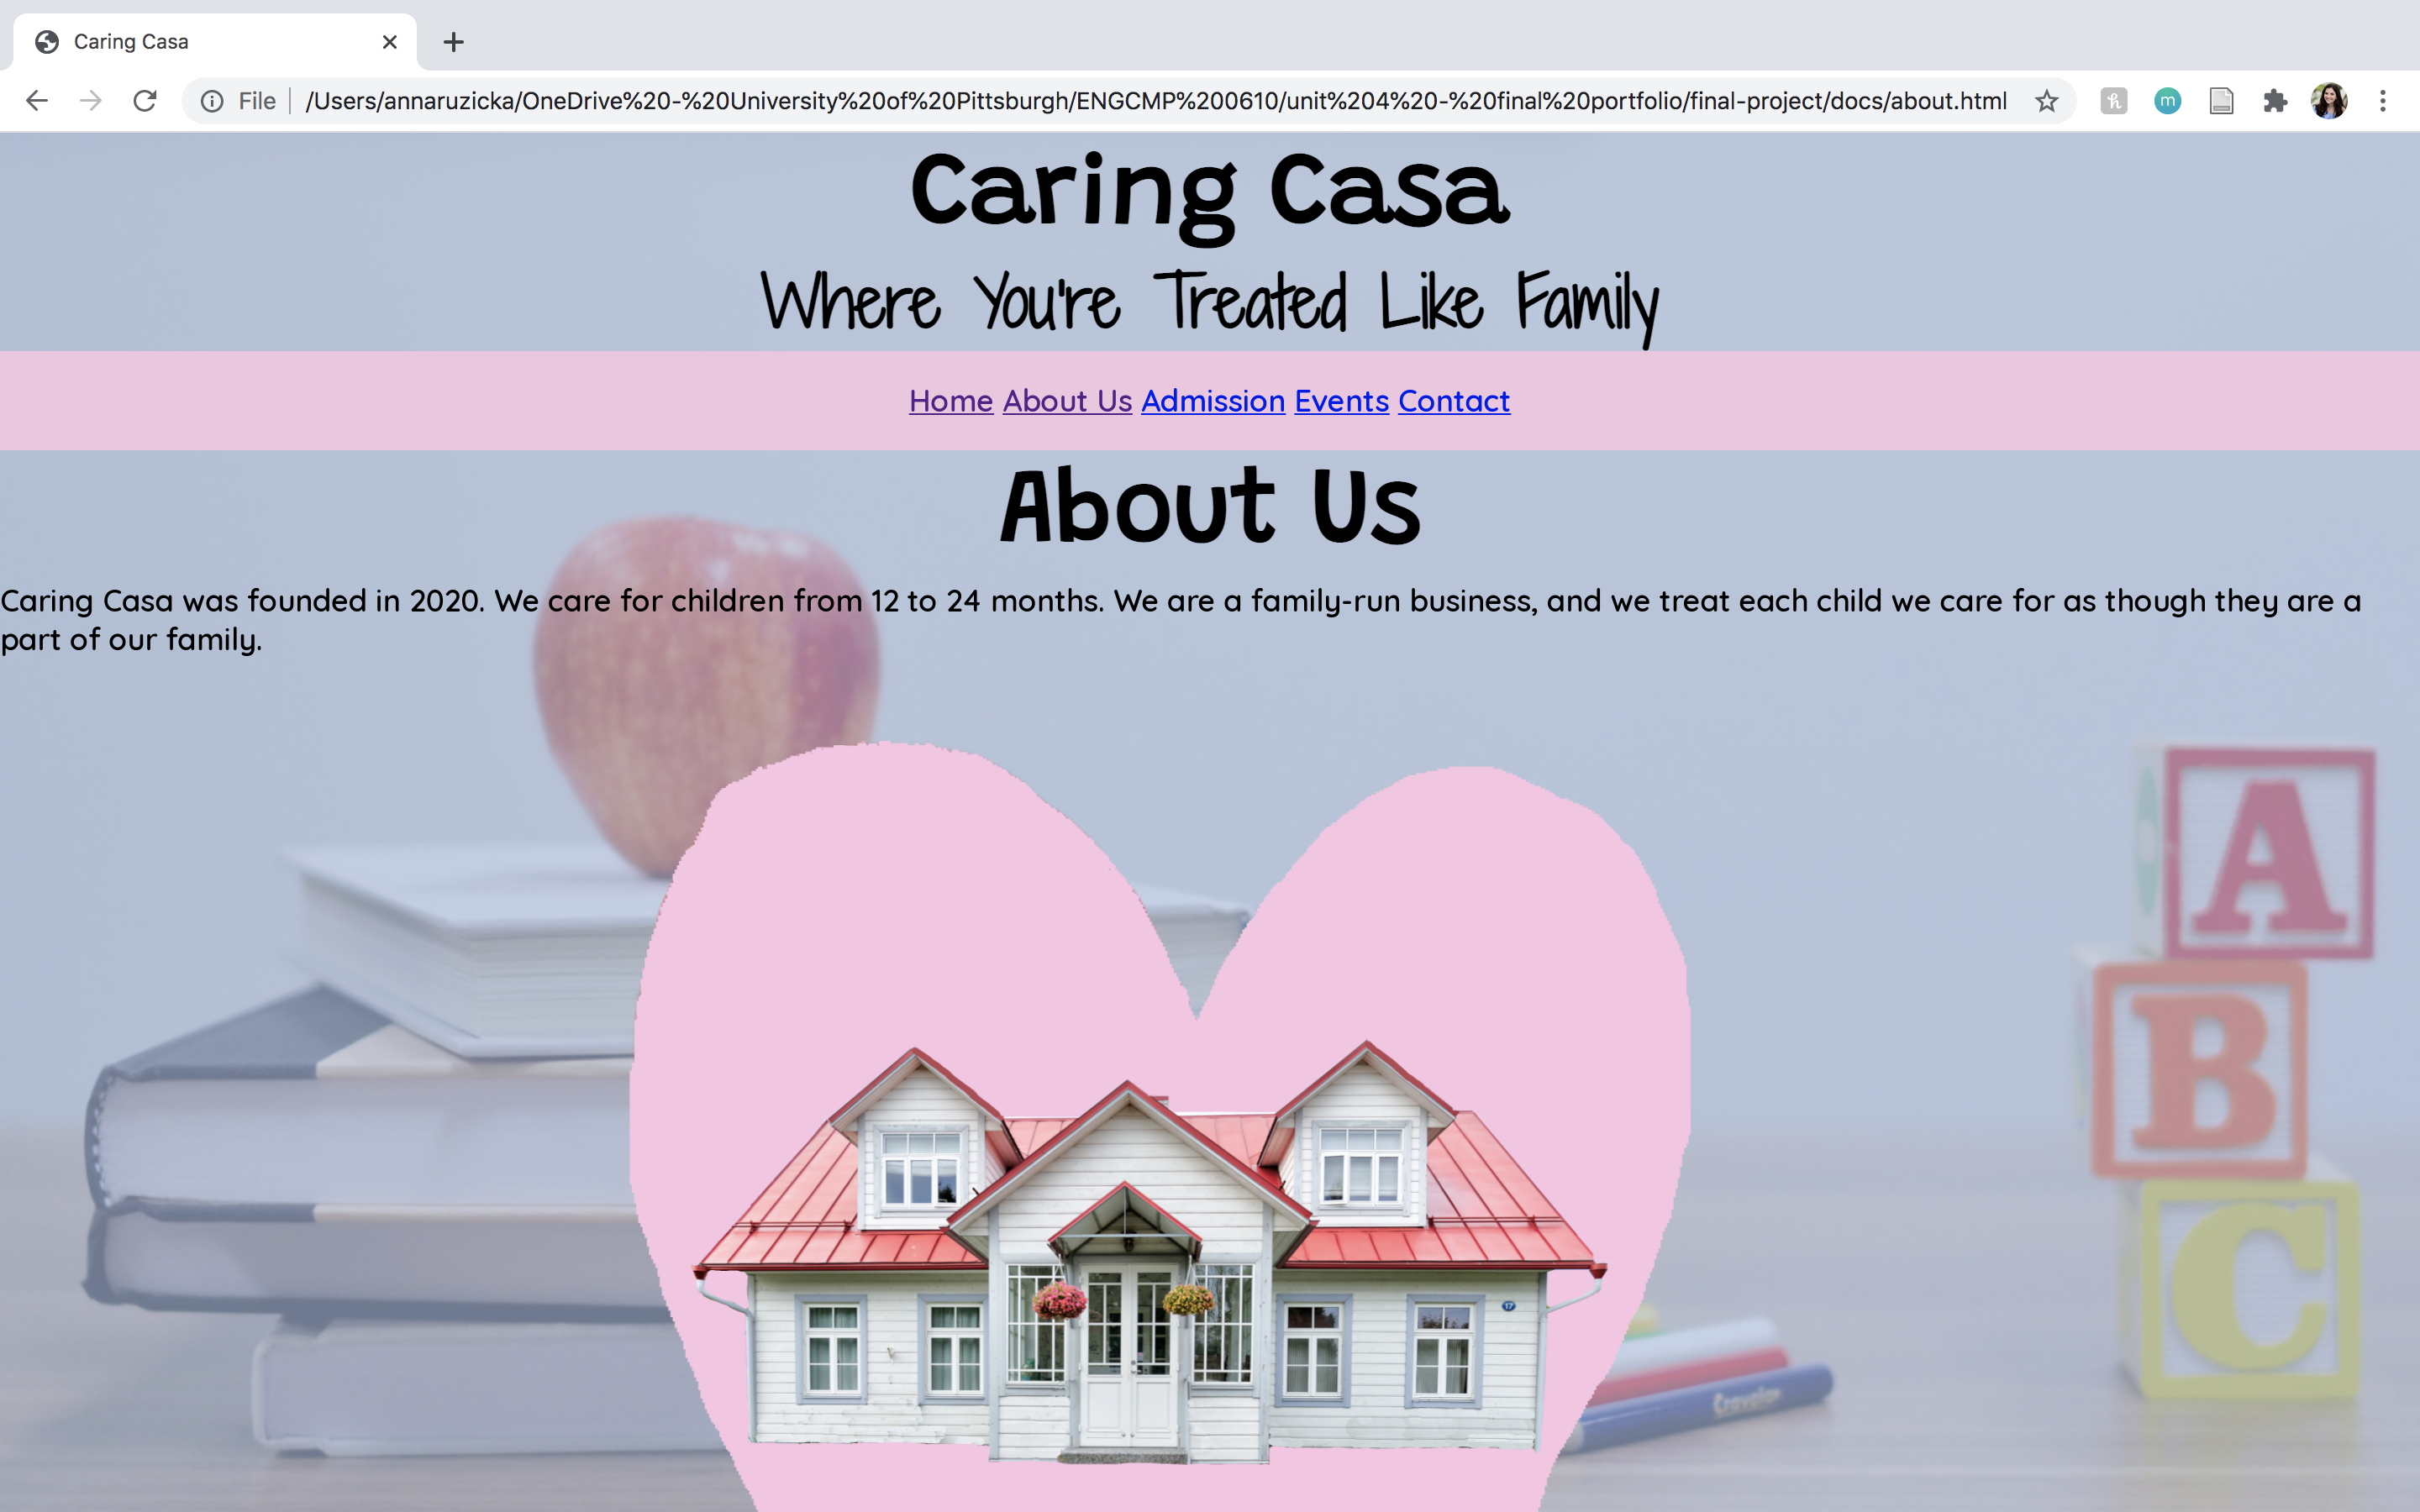 Caring Casa
File /Users/annaruzicka/OneDrive%20-%20University%20of%20Pittsburgh/ENGCMP%200610/unit%204%20-%20final%20portfolio/final-project/docs/about.html
m
Caring Casa
Where You're Treated Like Family
Home About Us Admission Events Contact
About Us
Caring Casa was founded in 2020. We care for children from 12 to 24 months. We are a family-run business, and we treat each child we care for as though they are a
part of our family.
A
B
17
C
Crayola